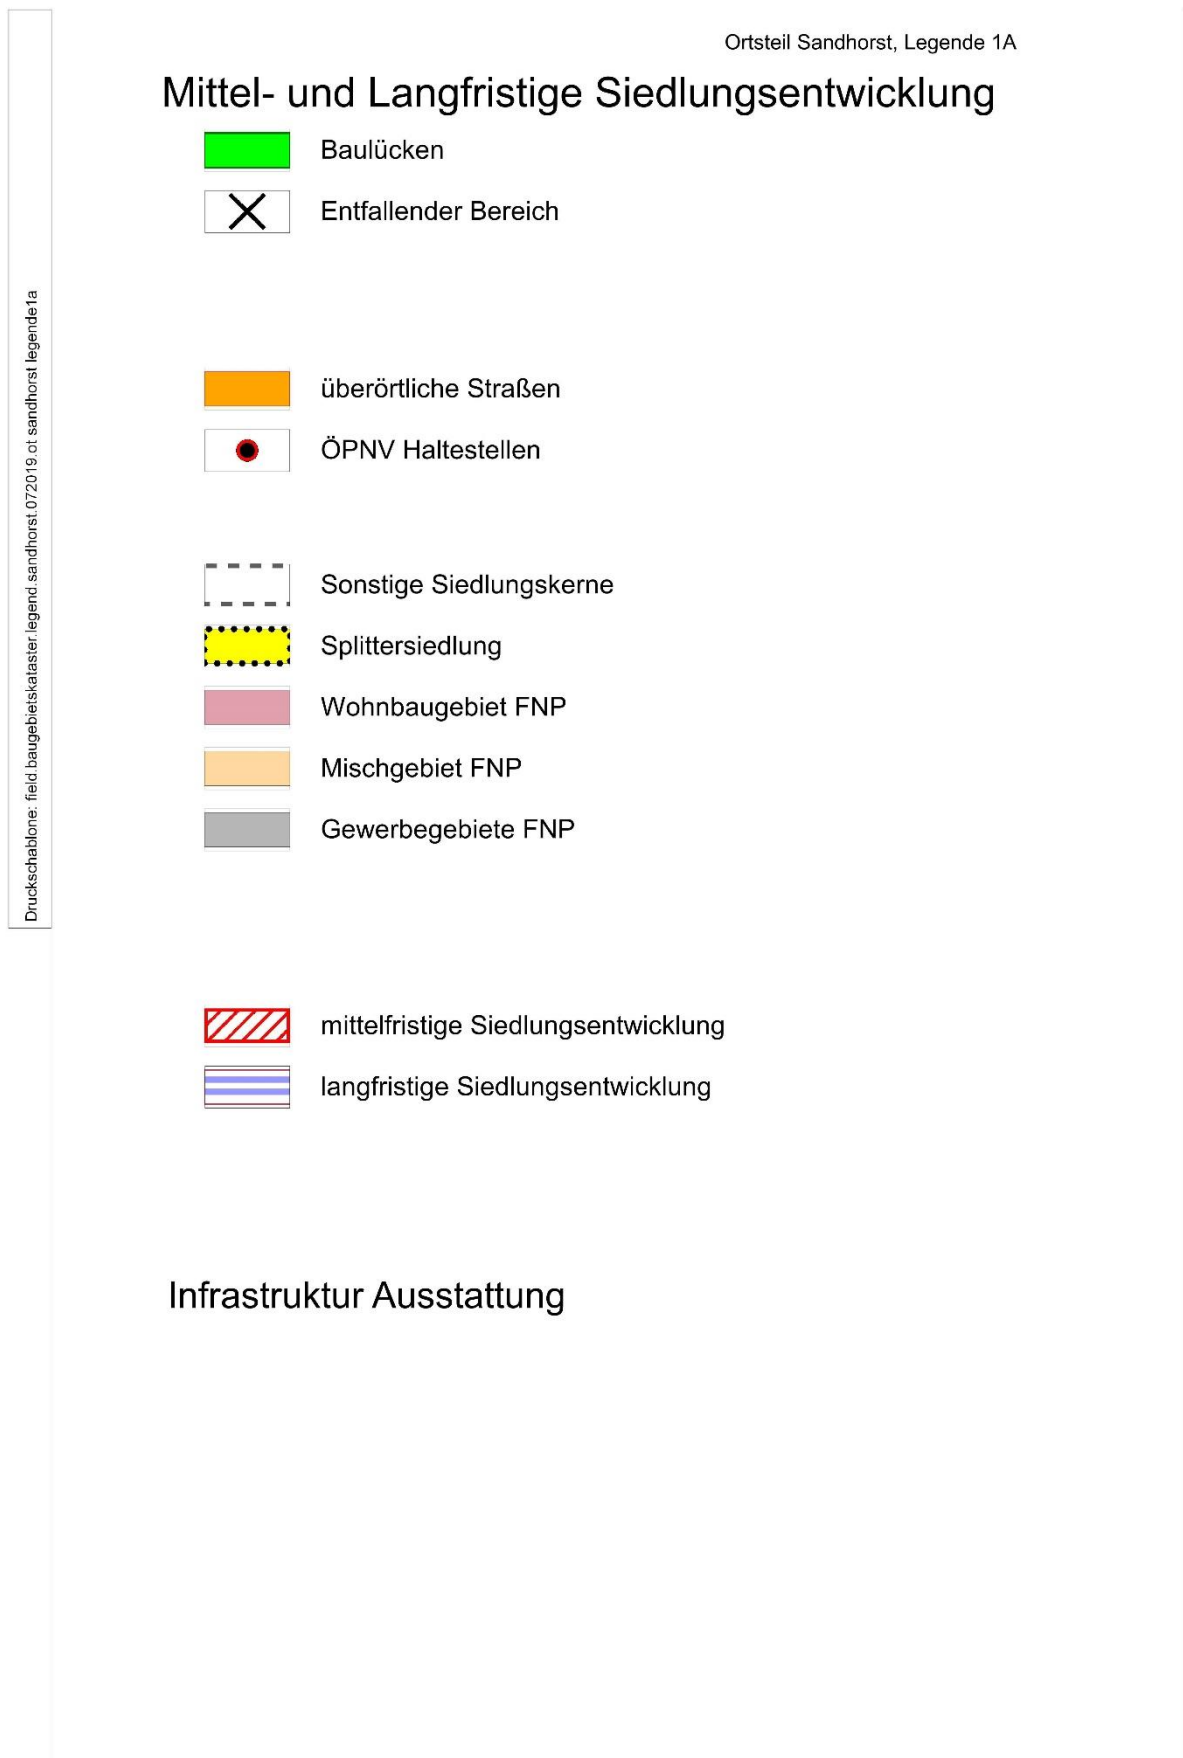 Ortsteil Sandhorst, Legende 1A
Mittel- und Langfristige Siedlungsentwicklung
Baulücken
Entfallender Bereich
überörtliche Straßen
ÖPNV Haltestellen
Sonstige Siedlungskerne
Splittersiedlung
Wohnbaugebiet FNP
Mischgebiet FNP
Gewerbegebiete FNP
mittelfristige Siedlungsentwicklung
langfristige Siedlungsentwicklung
Infrastruktur Ausstattung
Druckschablone: field.baugebietskataster.legend.sandhorst.072019.ot sandhorst legende1a